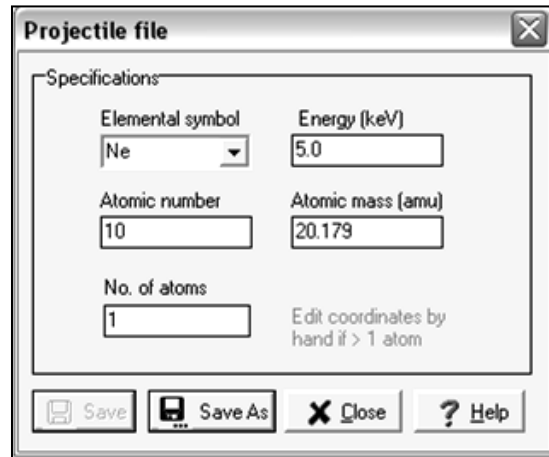 Projectile file
Specifications
Elemental symbol
Energy (keV)
Ne
5.0
Atomic number
Atomic mass (amu)
10
20.179
No. of atoms
1
Edit coordinates by
hand if > 1 atom
Save
Save As
Close
Help